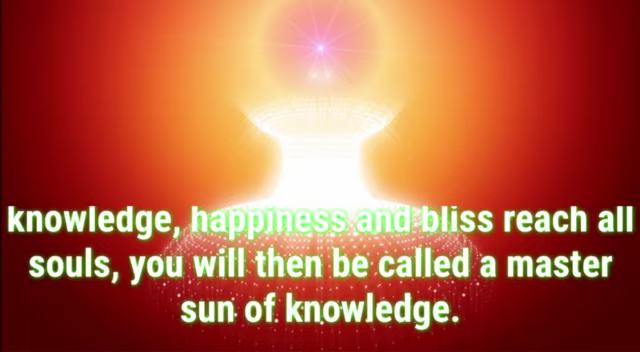 knowledge, happiness and bliss reach all
souls, you will then be called a master
sun of knowledge.